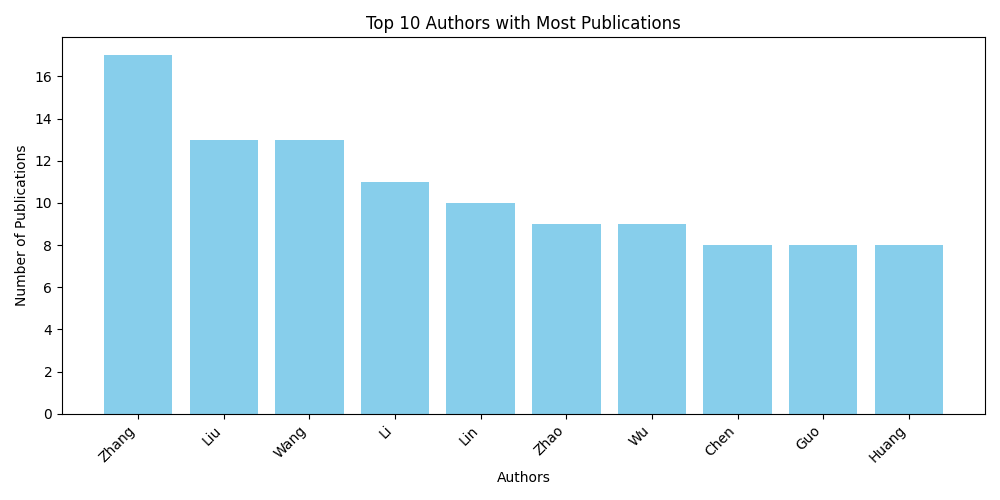 Top 10 Authors with Most Publications
Number of Publications
16
14
12
10
8
6
4
2
0
Zhang
Liu
Wang
Li
Lin
Zhao
Wu
Chen
Guo
Huang
Authors